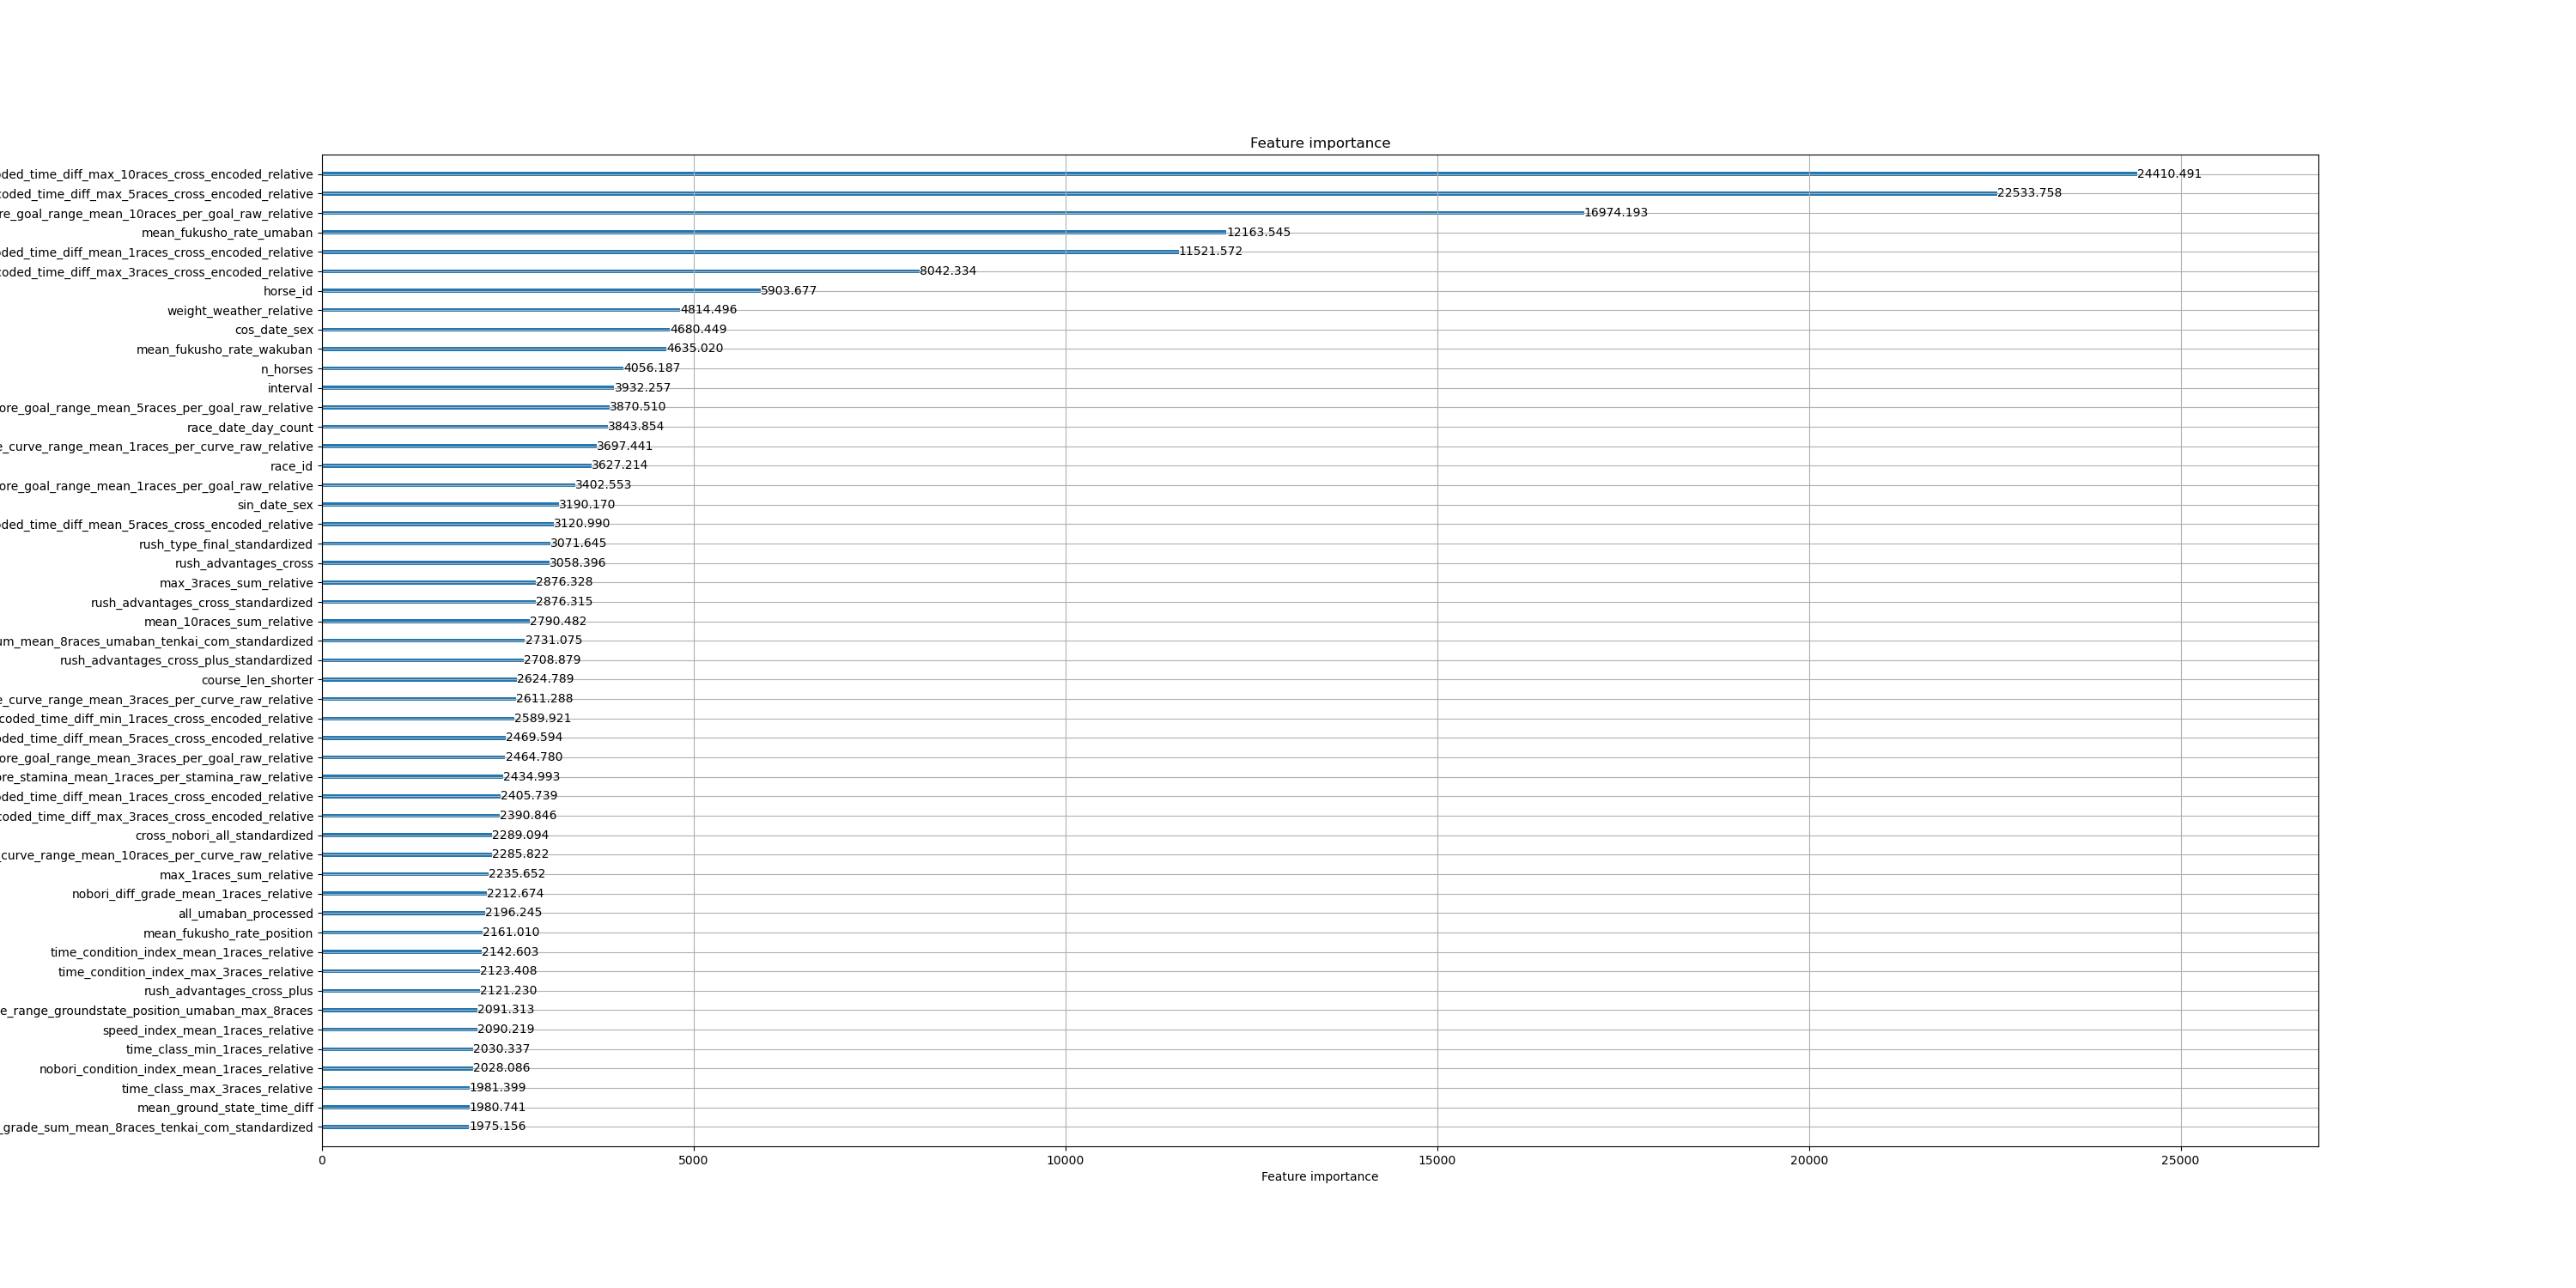 Feature importance
ded_time_diff_max_10races_cross_encoded_relative 24410.491
coded_time_diff_max_5races_cross_encoded_relative 22533.758
re_goal_range_mean_10races_per_goal_raw_relative 16974.193
mean_fukusho_rate_umaban 12163.545
ded_time_diff_mean_1races_cross_encoded_relative 11521.572
coded_time_diff_max_3races_cross_encoded_relative 8042.334
horse_id 5903.677
weight_weather_relative 4814.496
cos_date_sex 4680.449
mean_fukusho_rate_wakuban 4635.020
n_horses 4056.187
interval 3932.257
ore_goal_range_mean_5races_per_goal_raw_relative 3870.510
race_date_day_count 3843.854
e_curve_range_mean_1races_per_curve_raw_relative 3697.441
race_id 3627.214
ore_goal_range_mean_1races_per_goal_raw_relative 3402.553
sin_date_sex 3190.170
ded_time_diff_mean_5races_cross_encoded_relative 3120.990
rush_type_final_standardized 3071.645
rush_advantages_cross 3058.396
max_3races_sum_relative 2876.328
rush_advantages_cross_standardized 2876.315
mean_10races_sum_relative 2790.482
um_mean_8races_umaban_tenkai_com_standardized 2731.075
rush_advantages_cross_plus_standardized 2708.879
course_len_shorter 2624.789
e_curve_range_mean_3races_per_curve_raw_relative 2611.288
coded_time_diff_min_1races_cross_encoded_relative 2589.921
ded_time_diff_mean_5races_cross_encoded_relative 2469.594
ore_goal_range_mean_3races_per_goal_raw_relative 2464.780
ore_stamina_mean_1races_per_stamina_raw_relative 2434.993
ded_time_diff_mean_1races_cross_encoded_relative 2405.739
coded_time_diff_max_3races_cross_encoded_relative 2390.846
cross_nobori_all_standardized 2289.094
_curve_range_mean_10races_per_curve_raw_relative 2285.822
max_1races_sum_relative 2235.652
nobori_diff_grade_mean_1races_relative 2212.674
all_umaban_processed 2196.245
mean_fukusho_rate_position 2161.010
time_condition_index_mean_1races_relative 2142.603
time_condition_index_max_3races_relative 2123.408
rush_advantages_cross_plus 2121.230
e_range_groundstate_position_umaban_max_8races 2091.313
speed_index_mean_1races_relative 2090.219
time_class_min_1races_relative 2030.337
nobori_condition_index_mean_1races_relative 2028.086
time_class_max_3races_relative 1981.399
mean_ground_state_time_diff 1980.741
_grade_sum_mean_8races_tenkai_com_standardized 1975.156
0 5000 10000 15000 20000 25000
Feature importance